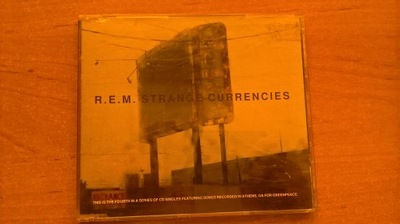 R.E.M. STRANGE CURRENCIES
THIS IS THE FOURTH IN A SERIES OF CD SINGLES FEATURING SONGS RECORDED IN ATHENS, GA FOR GREENPEACE.